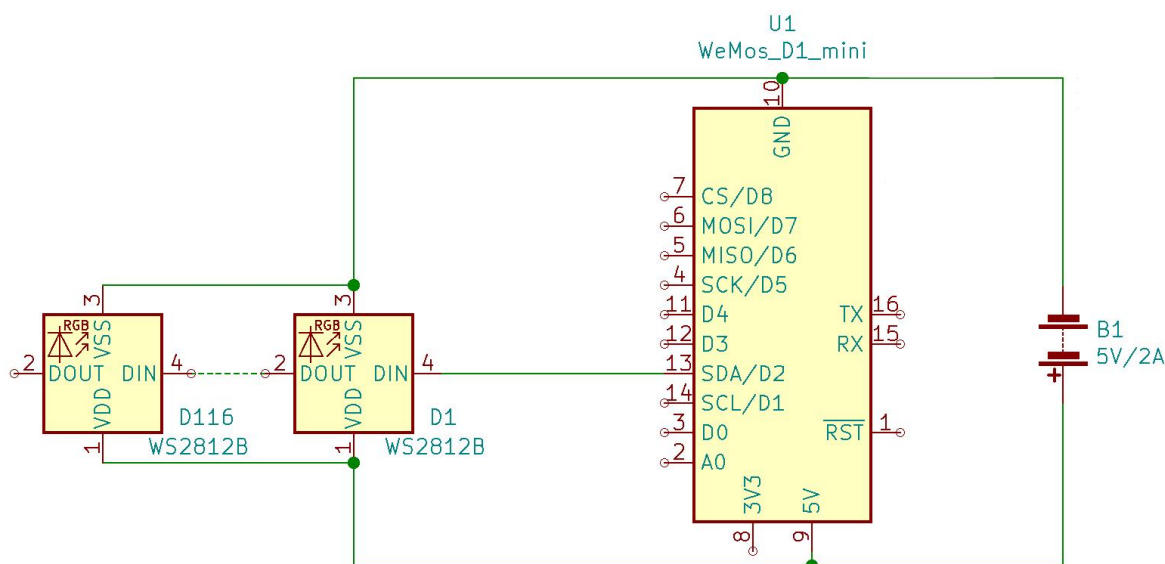 U1
WeMos_D1_mini
10
GND
7 CS/D8
6 MOSI/D7
5 MISO/D6
4 SCK/D5
11 D4
TX 16
12 D3
RX 15
13 SDA/D2
14 SCL/D1
3 D0
RST 1
2 A0
3V3
8
5V
9
3
RGB
VSS
2 DOUT DIN 4
VDD
1
D116
WS2812B
3
RGB
VSS
2 DOUT DIN 4
VDD
1
D1
WS2812B
B1
5V/2A
+